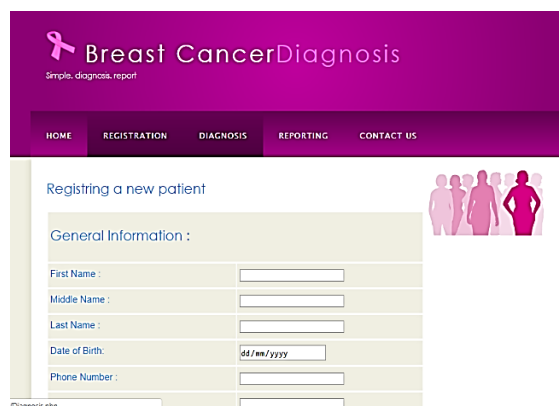 Breast CancerDiagnosis
Simple. diagnosis. report
HOME REGISTRATION DIAGNOSIS REPORTING CONTACT US
Registring a new patient
General Information :
First Name :
Middle Name :
Last Name :
Date of Birth: dd/mm/yyyy
Phone Number :